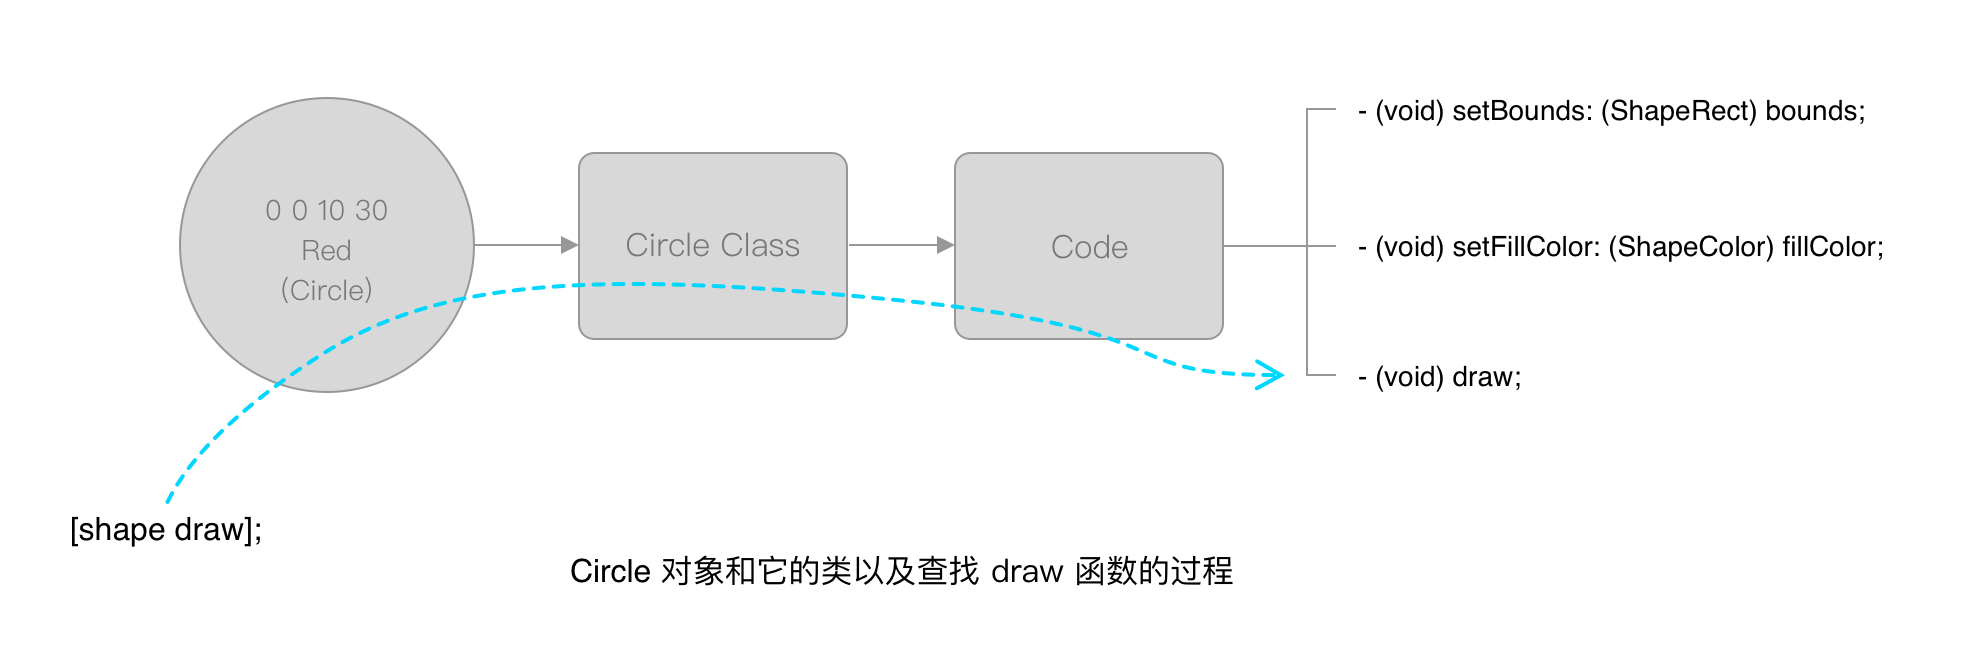 0 0 10 30
Red
(Circle)
Circle Class
Code
- (void) setBounds: (ShapeRect) bounds;
- (void) setFillColor: (ShapeColor) fillColor;
- (void) draw;
[shape draw];
Circle 对象和它的类以及查找 draw 函数的过程